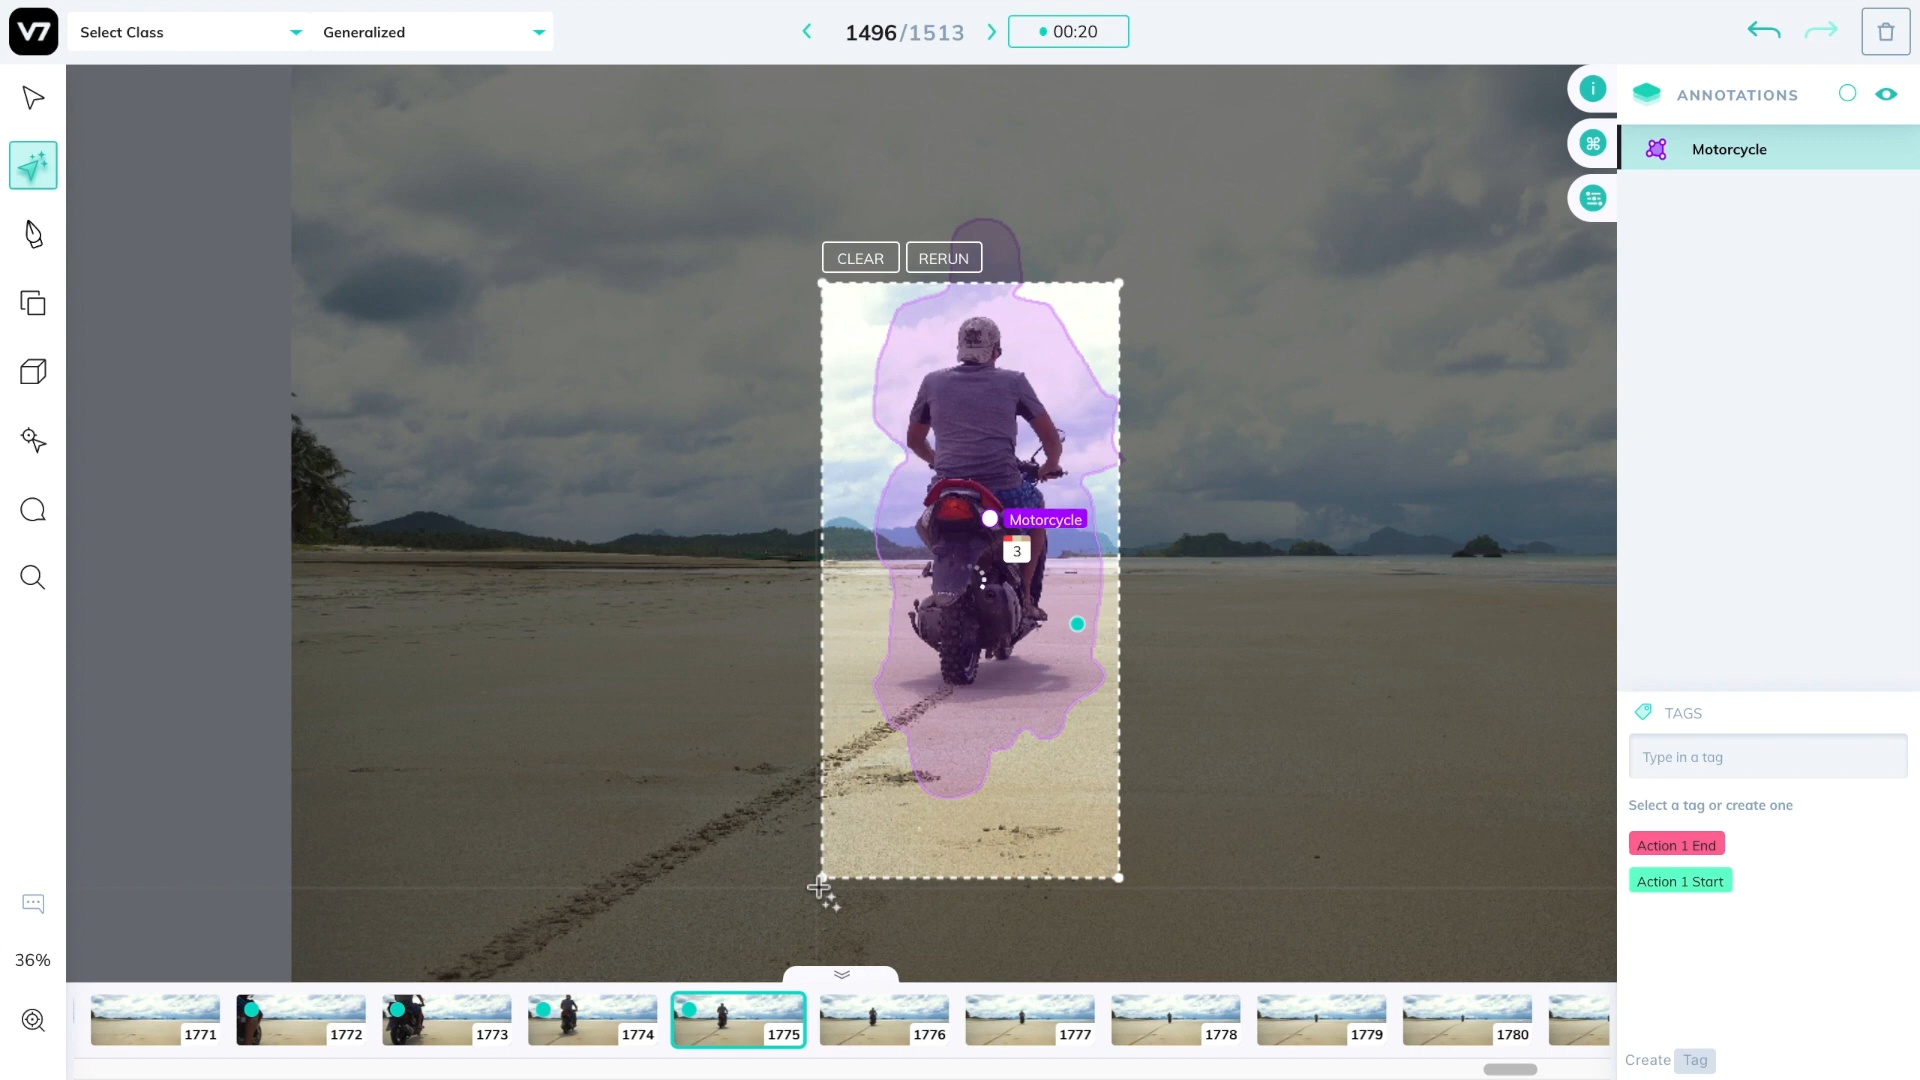 V7
Select Class
Generalized
1496/1513
00:20
i
ANNOTATIONS
Motorcycle
CLEAR
RERUN
Motorcycle
3
TAGS
Type in a tag
Select a tag or create one
Action 1 End
Action 1 Start
36%
1771
1772
1773
1774
1775
1776
1777
1778
1779
1780
Create Tag